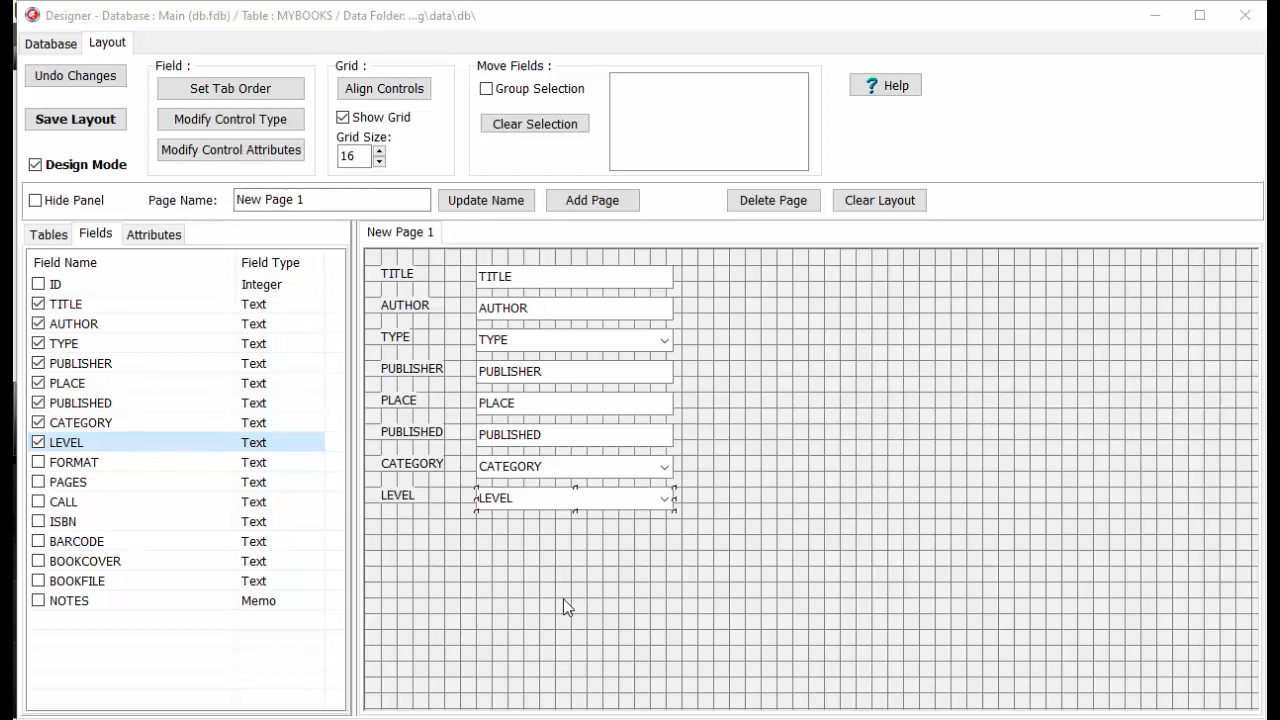 Designer - Database : Main (db.fdb) / Table : MYBOOKS / Data Folder: ...g\data\db\
Database Layout
Undo Changes
Save Layout
Design Mode
Field :
Set Tab Order
Modify Control Type
Modify Control Attributes
Grid :
Align Controls
Show Grid
Grid Size:
16
Move Fields :
Group Selection
Clear Selection
? Help
Hide Panel Page Name: New Page 1 Update Name Add Page Delete Page Clear Layout
Tables Fields Attributes
Field Name Field Type
ID Integer
TITLE Text
AUTHOR Text
TYPE Text
PUBLISHER Text
PLACE Text
PUBLISHED Text
CATEGORY Text
LEVEL Text
FORMAT Text
PAGES Text
CALL Text
ISBN Text
BARCODE Text
BOOKCOVER Text
BOOKFILE Text
NOTES Memo
New Page 1
TITLE TITLE
AUTHOR AUTHOR
TYPE TYPE
PUBLISHER PUBLISHER
PLACE PLACE
PUBLISHED PUBLISHED
CATEGORY CATEGORY
LEVEL LEVEL